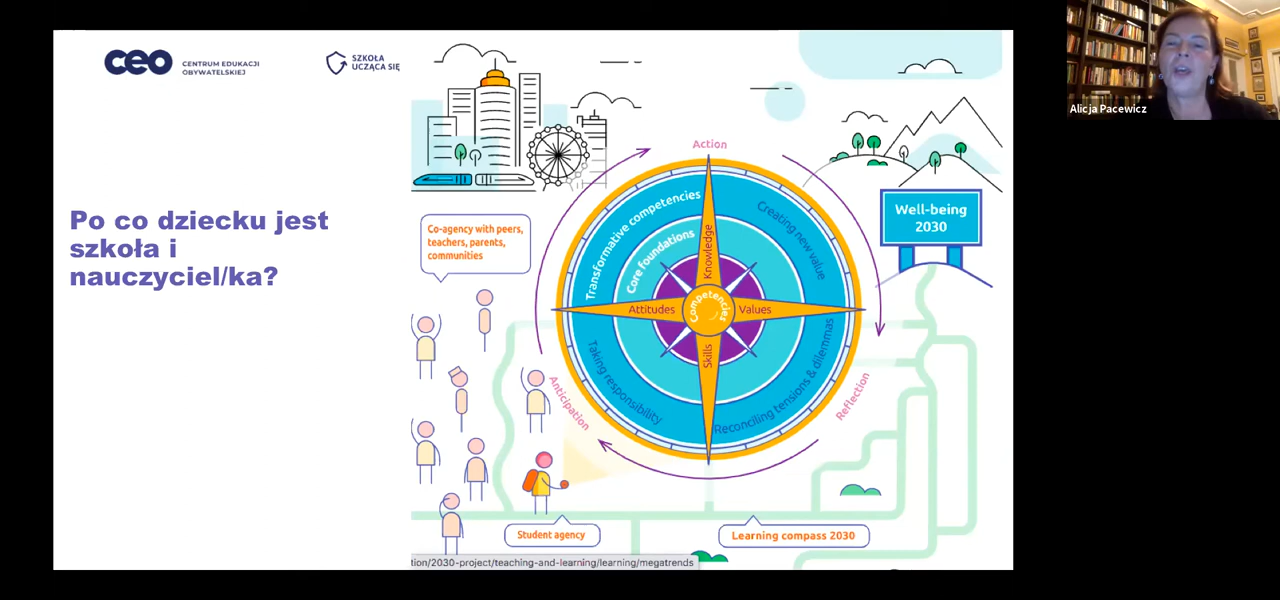 ceo
CENTRUM EDUKACJI
OBYWATELSKIEJ
SZKOŁA
UCZĄCA SIĘ
Po co dziecku jest
szkoła i
nauczyciel/ka?
Co-agency with peers,
teachers, parents,
communities
Action
Transformative competencies
Creating new value
Core foundations
Knowledge
Attitudes
Competencies
Values
Skills
Taking responsibility
Reconciling tensions & dilemmas
Anticipation
Reflection
Well-being
2030
Student agency
Learning compass 2030
tion/2030-project/teaching-and-learning/learning/megatrends
Alicja Pacewicz